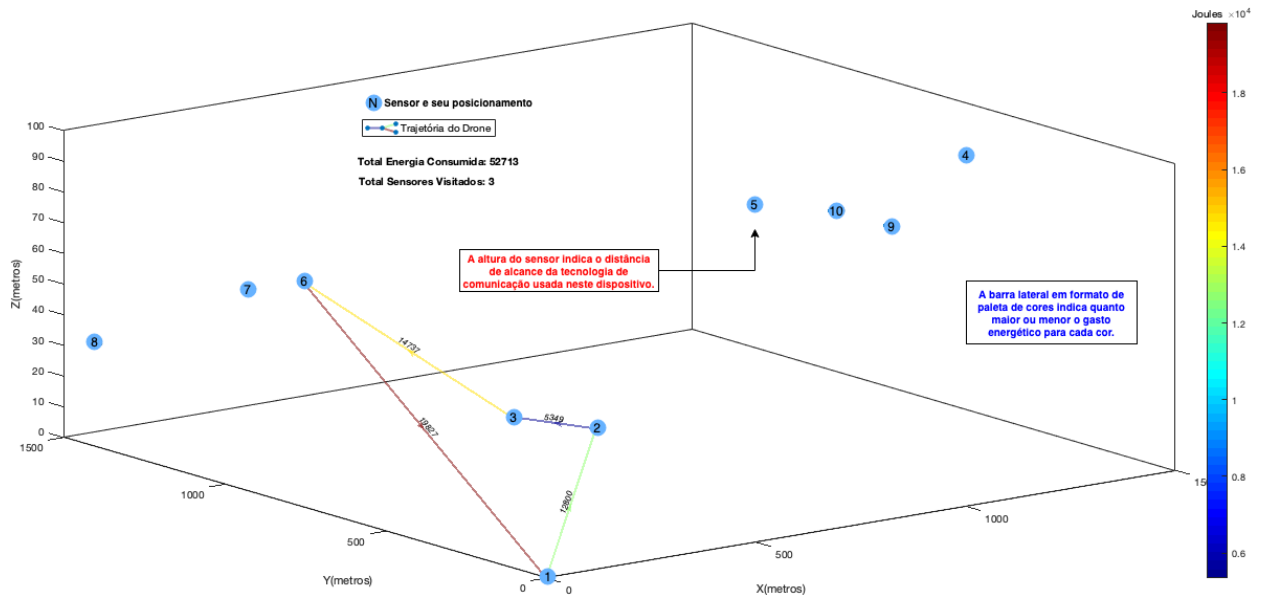 Joules ×10⁴
N Sensor e seu posicionamento
Trajetória do Drone
Total Energia Consumida: 52713
Total Sensores Visitados: 3
A altura do sensor indica o distância
de alcance da tecnologia de
comunicação usada neste dispositivo.
A barra lateral em formato de
paleta de cores indica quanto
maior ou menor o gasto
energético para cada cor.
Z(metros)
100
90
80
70
60
50
40
30
20
10
0
1500
1000
500
0
Y(metros)
0
500
1000
X(metros)
4
5
10
9
6
7
8
3
2
1
14737
5349
19827
12800
1.8
1.6
1.4
1.2
1
0.8
0.6